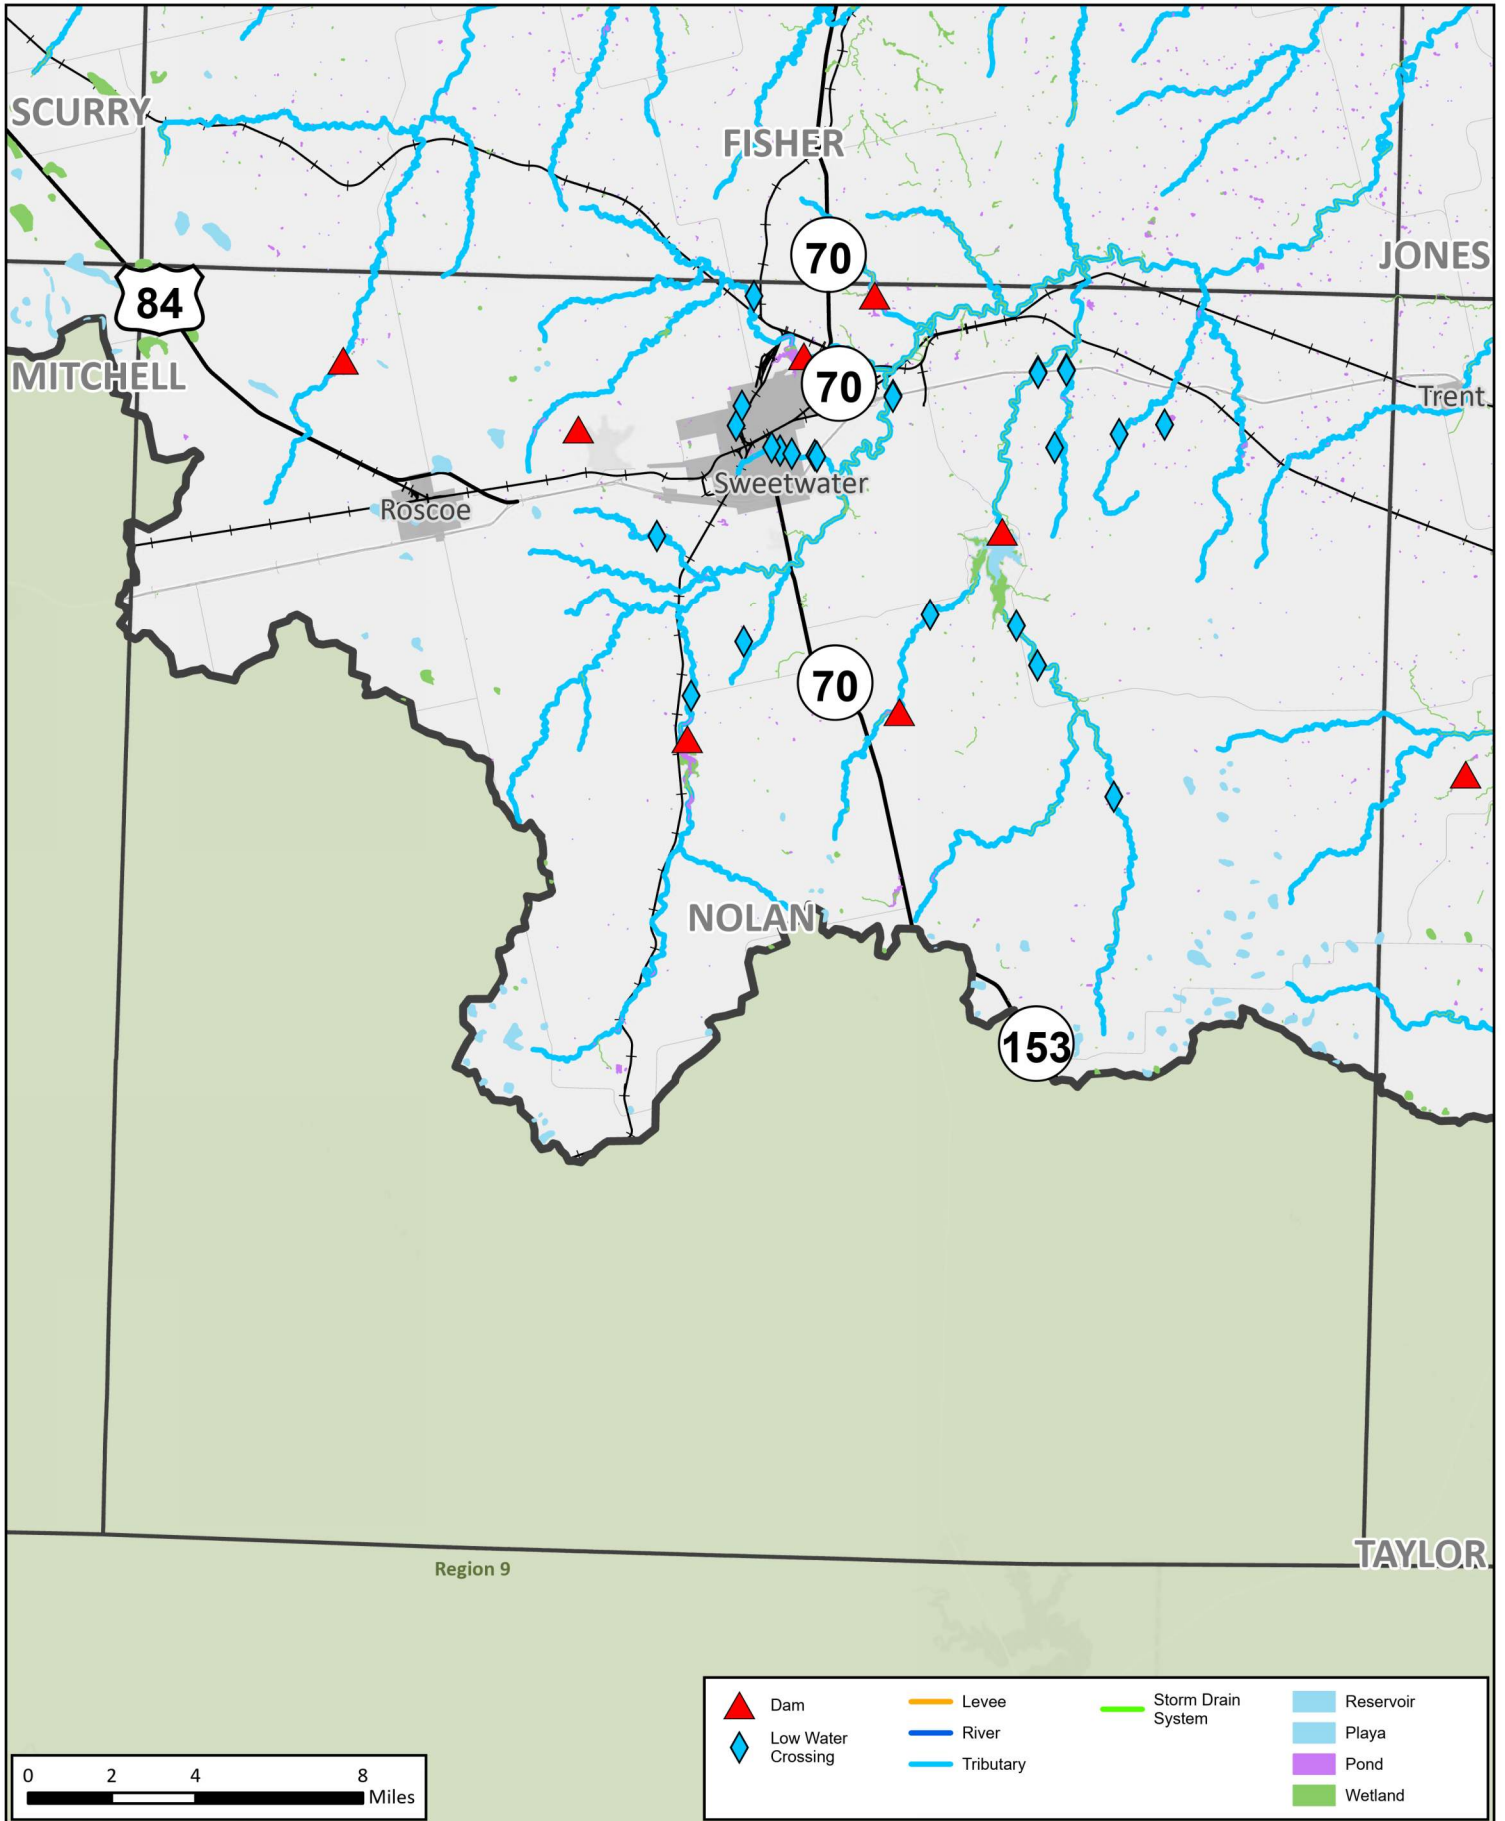 SCURRY
FISHER
70
JONES
84
MITCHELL
70
Trent
Sweetwater
Roscoe
70
NOLAN
153
TAYLOR
Region 9
Dam
Low Water
Crossing
Levee
River
Tributary
Storm Drain
System
Reservoir
Playa
Pond
Wetland
0 2 4 8
Miles